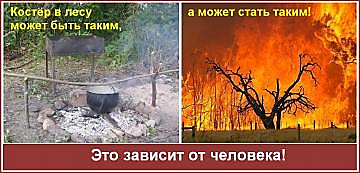 Костёр в лесу
может быть таким,
а может стать таким!
Это зависит от человека!